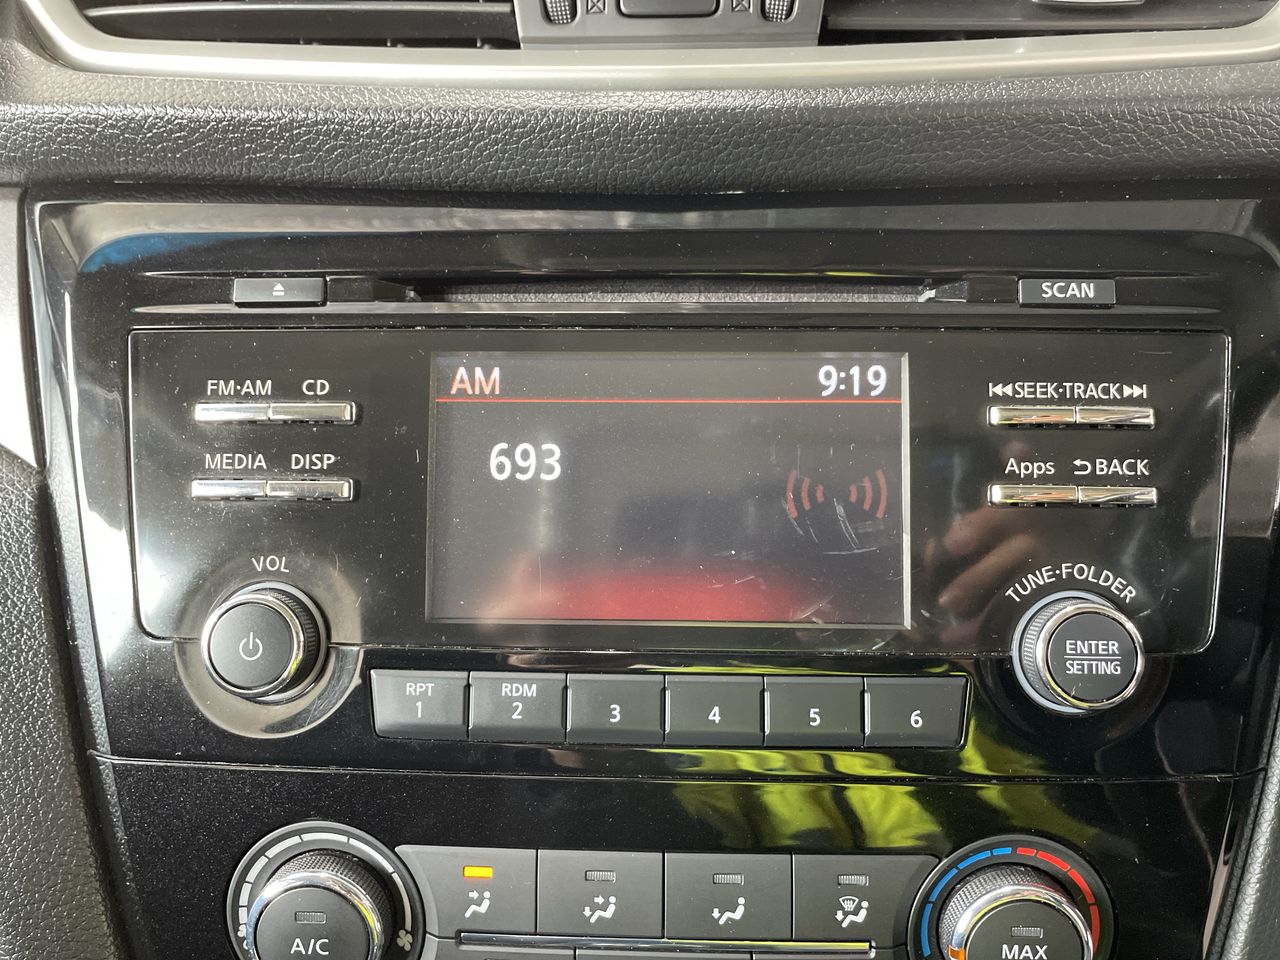 SCAN
FM·AM CD
AM 9:19
SEEK·TRACK
MEDIA DISP
693
Apps BACK
VOL
TUNE·FOLDER
ENTER
SETTING
RPT
1
RDM
2
3
4
5
6
A/C
MAX